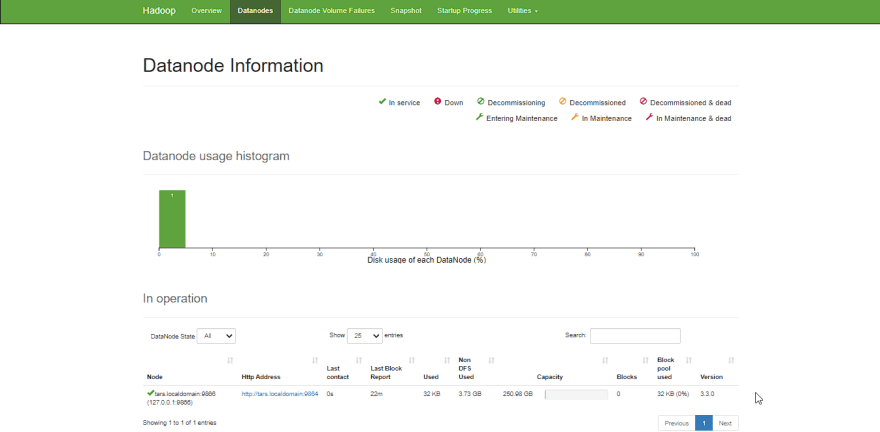 Hadoop Overview Datanodes Datanode Volume Failures Snapshot Startup Progress Utilities
Datanode Information
In service Down Decommissioning Decommissioned Decommissioned & dead
Entering Maintenance In Maintenance In Maintenance & dead
Datanode usage histogram
1
0 10 20 30 40 50 60 70 80 90 100
Disk usage of each DataNode (%)
In operation
DataNode State All Show 25 entries Search:
Node Http Address Last contact Last Block Report Used Non DFS Used Capacity Blocks Block pool used Version
tars.localdomain:9866 http://tars.localdomain:9864 0s 22m 32 KB 3.73 GB 250.98 GB 0 32 KB (0%) 3.3.0
(127.0.0.1:9866)
Showing 1 to 1 of 1 entries Previous 1 Next